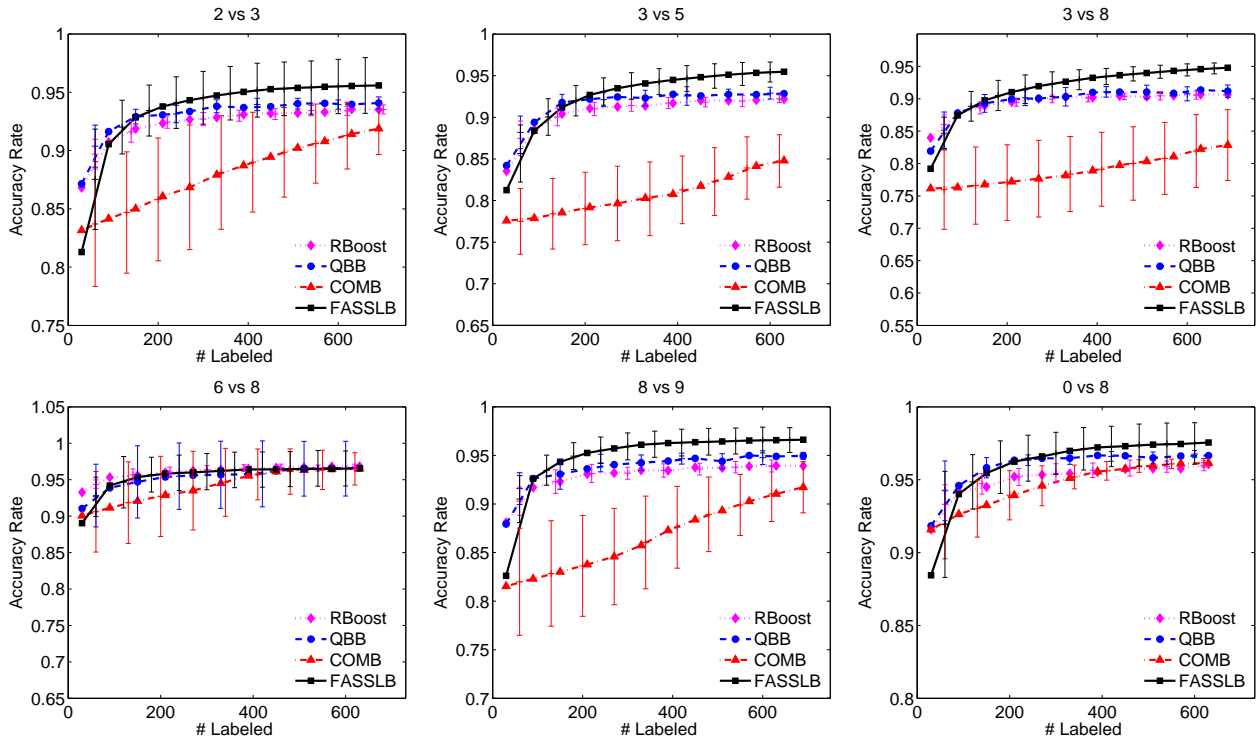 2 vs 3
1
0.95
0.9
0.85
0.8
0.75
0
200
400
600
Accuracy Rate
# Labeled
RBoost
QBB
COMB
FASSLB
3 vs 5
1
0.95
0.9
0.85
0.8
0.75
0.7
0.65
0
200
400
600
Accuracy Rate
# Labeled
RBoost
QBB
COMB
FASSLB
3 vs 8
0.95
0.9
0.85
0.8
0.75
0.7
0.65
0.6
0.55
0
200
400
600
Accuracy Rate
# Labeled
RBoost
QBB
COMB
FASSLB
6 vs 8
1.05
1
0.95
0.9
0.85
0.8
0.75
0.7
0.65
0
200
400
600
Accuracy Rate
# Labeled
RBoost
QBB
COMB
FASSLB
8 vs 9
1
0.95
0.9
0.85
0.8
0.75
0.7
0
200
400
600
Accuracy Rate
# Labeled
RBoost
QBB
COMB
FASSLB
0 vs 8
1
0.95
0.9
0.85
0.8
0
200
400
600
Accuracy Rate
# Labeled
RBoost
QBB
COMB
FASSLB